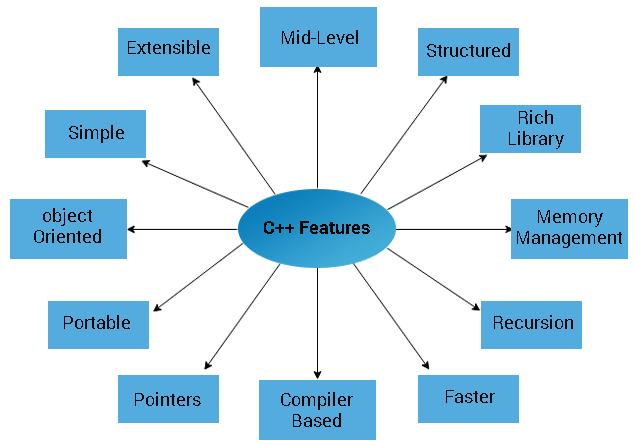 Mid-Level
Extensible
Structured
Rich
Library
Simple
object
Oriented
C++ Features
Memory
Management
Portable
Recursion
Pointers
Compiler
Based
Faster